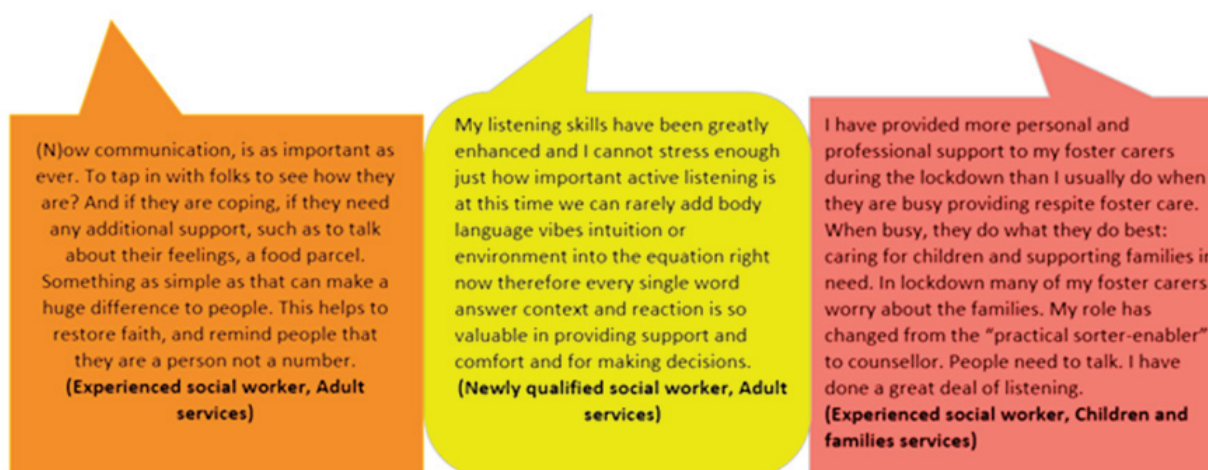 (N)ow communication, is as important as
ever. To tap in with folks to see how they
are? And if they are coping, if they need
any additional support, such as to talk
about their feelings, a food parcel.
Something as simple as that can make a
huge difference to people. This helps to
restore faith, and remind people that
they are a person not a number.
(Experienced social worker, Adult
services)
My listening skills have been greatly
enhanced and I cannot stress enough
just how important active listening is
at this time we can rarely add body
language vibes intuition or
environment into the equation right
now therefore every single word
answer context and reaction is so
valuable in providing support and
comfort and for making decisions.
(Newly qualified social worker, Adult
services)
I have provided more personal and
professional support to my foster carers
during the lockdown than I usually do when
they are busy providing respite foster care.
When busy, they do what they do best:
caring for children and supporting families in
need. In lockdown many of my foster carers
worry about the families. My role has
changed from the “practical sorter-enabler”
to counsellor. People need to talk. I have
done a great deal of listening.
(Experienced social worker, Children and
families services)